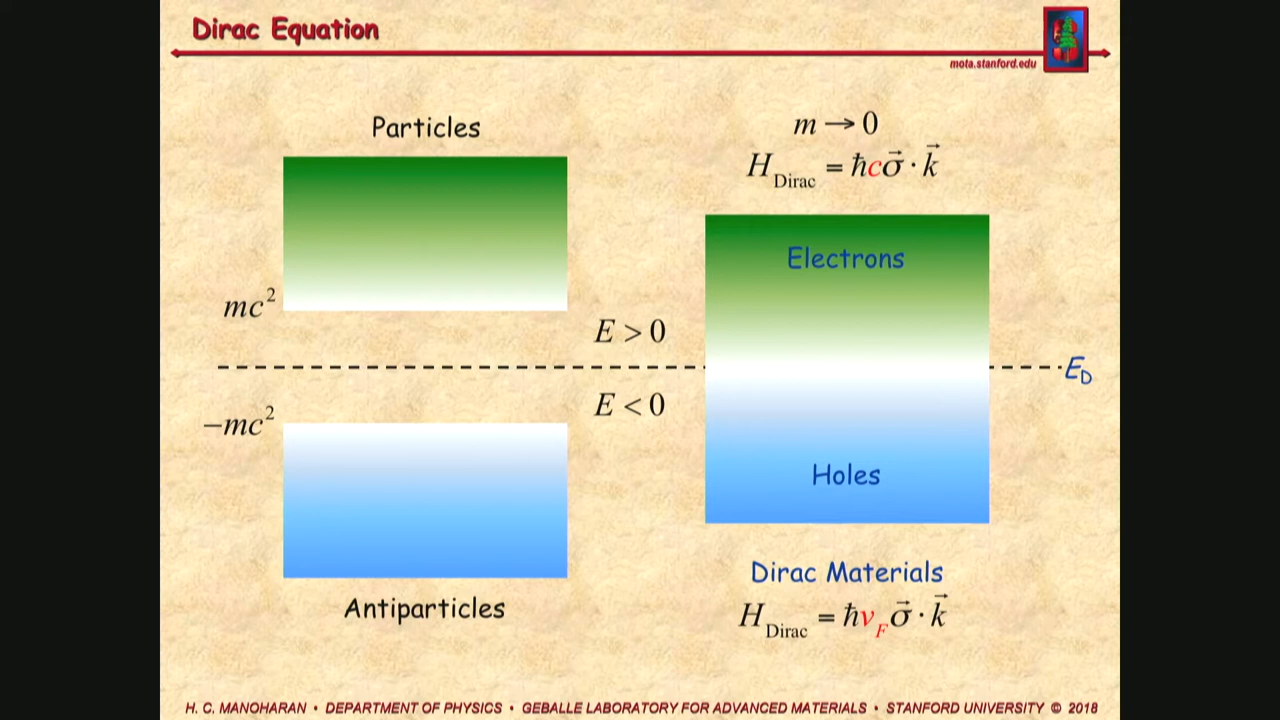 Dirac Equation
mota.stanford.edu
Particles
mc²
−mc²
Antiparticles
E > 0
E < 0
m → 0
H_Dirac = ħcσ⃗ · k⃗
Electrons
Holes
E_D
Dirac Materials
H_Dirac = ħv_F σ⃗ · k⃗
H. C. MANOHARAN • DEPARTMENT OF PHYSICS • GEBALLE LABORATORY FOR ADVANCED MATERIALS • STANFORD UNIVERSITY © 2018